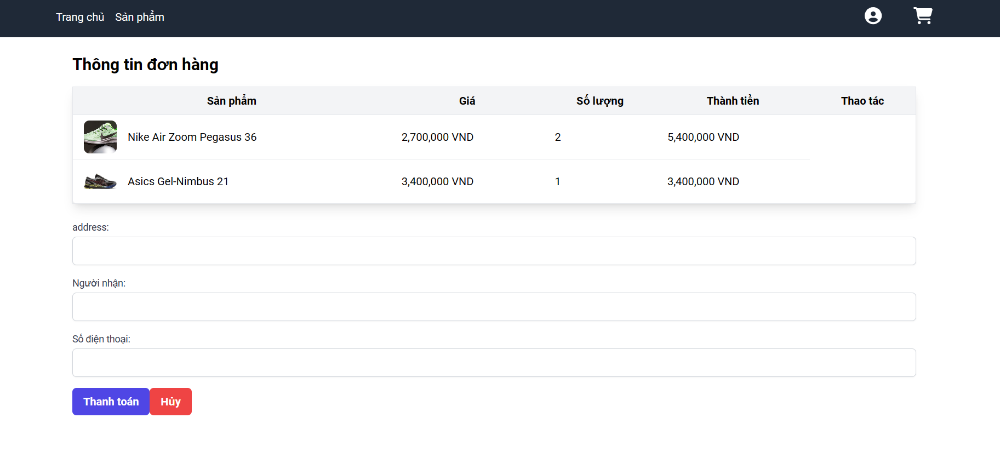 Trang chủ Sản phẩm
Thông tin đơn hàng
Sản phẩm Giá Số lượng Thành tiền Thao tác
Nike Air Zoom Pegasus 36 2,700,000 VND 2 5,400,000 VND
Asics Gel-Nimbus 21 3,400,000 VND 1 3,400,000 VND
address:
Người nhận:
Số điện thoại:
Thanh toán Hủy